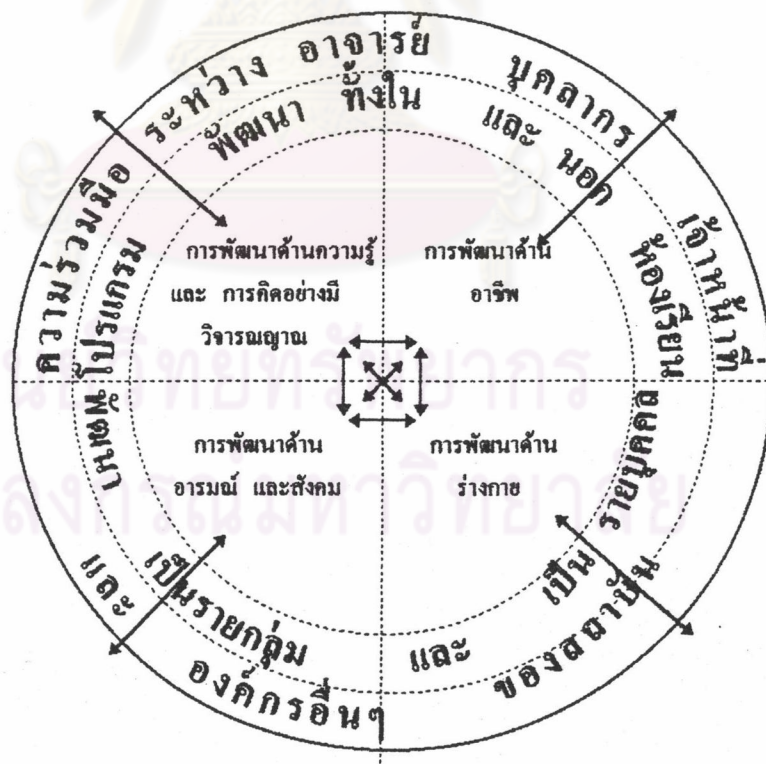 ความร่วมมือ ระหว่าง อาจารย์ บุคลากร เจ้าหน้าที่
ของสถาบัน
และ องค์กรอื่นๆ
โปรแกรม พัฒนา ทั้งใน และ นอก ห้องเรียน
เป็น รายบุคคล
และ เป็นรายกลุ่ม
การพัฒนาด้านความรู้
และ การคิดอย่างมี
วิจารณญาณ
การพัฒนาด้าน
อาชีพ
การพัฒนาด้าน
อารมณ์ และสังคม
การพัฒนาด้าน
ร่างกาย